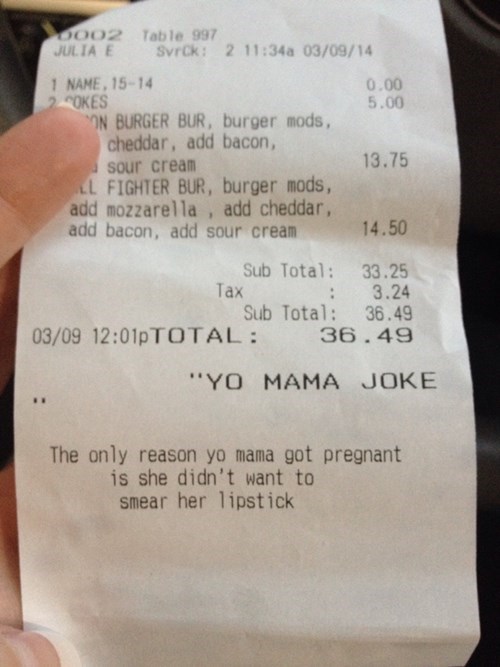 0002 Table 997
JULIA E SvrCk: 2 11:34a 03/09/14
1 NAME,15-14 0.00
2 COKES 5.00
BURGER BUR, burger mods,
cheddar, add bacon,
sour cream 13.75
FIGHTER BUR, burger mods,
add mozzarella , add cheddar,
add bacon, add sour cream 14.50
Sub Total: 33.25
Tax : 3.24
Sub Total: 36.49
03/09 12:01pTOTAL: 36.49
"YO MAMA JOKE
"
The only reason yo mama got pregnant
is she didn't want to
smear her lipstick